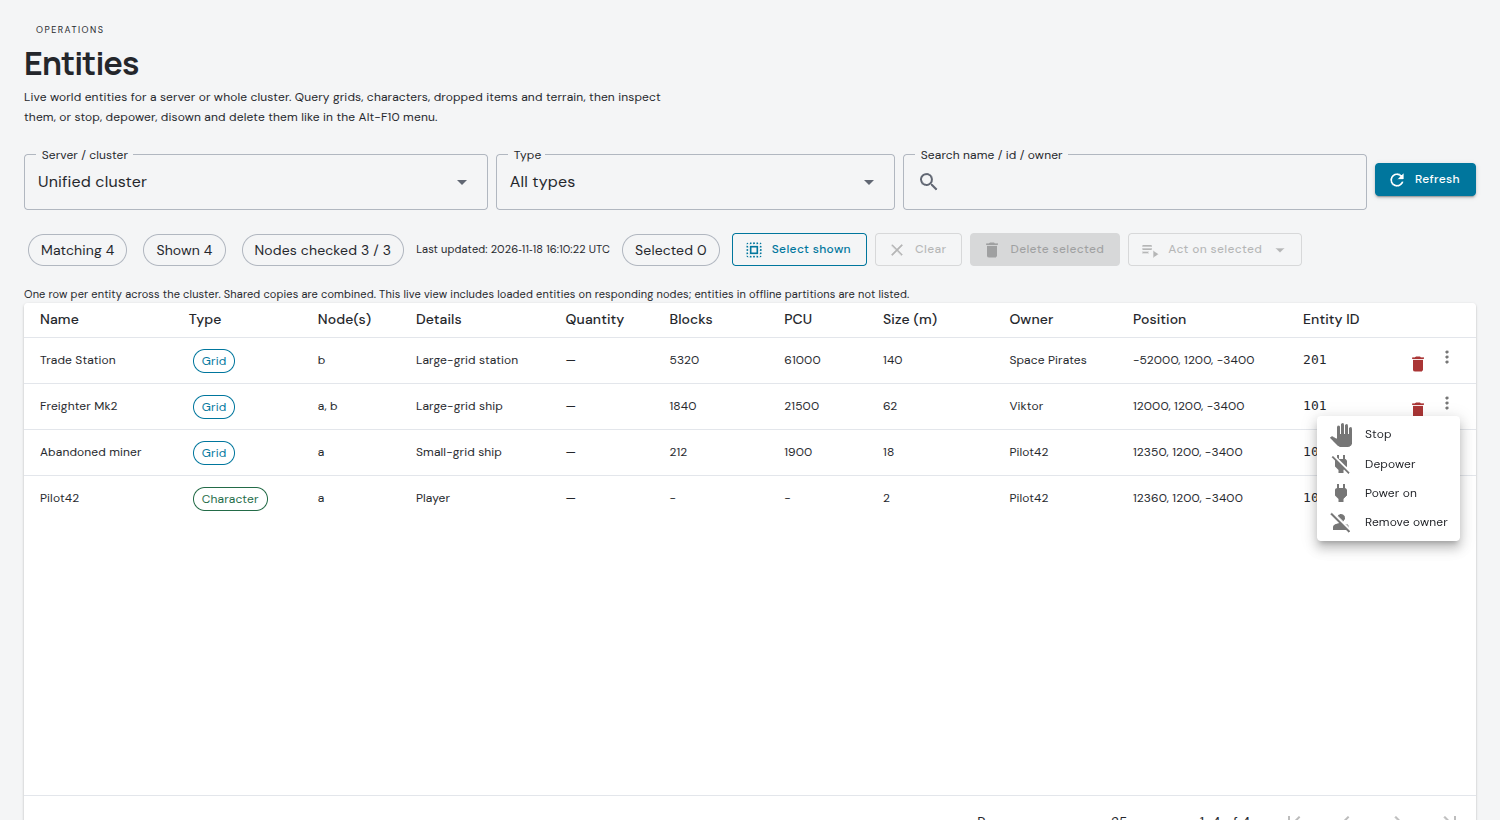 OPERATIONS
Entities
Live world entities for a server or whole cluster. Query grids, characters, dropped items and terrain, then inspect
them, or stop, depower, disown and delete them like in the Alt-F10 menu.
Server / cluster Type Search name / id / owner
Unified cluster All types Refresh
Matching 4 Shown 4 Nodes checked 3 / 3 Last updated: 2026-11-18 16:10:22 UTC Selected 0 Select shown Clear Delete selected Act on selected
One row per entity across the cluster. Shared copies are combined. This live view includes loaded entities on responding nodes; entities in offline partitions are not listed.
Name Type Node(s) Details Quantity Blocks PCU Size (m) Owner Position Entity ID
Trade Station Grid b Large-grid station — 5320 61000 140 Space Pirates -52000, 1200, -3400 201
Freighter Mk2 Grid a, b Large-grid ship — 1840 21500 62 Viktor 12000, 1200, -3400 101
Abandoned miner Grid a Small-grid ship — 212 1900 18 Pilot42 12350, 1200, -3400
Pilot42 Character a Player — - - 2 Pilot42 12360, 1200, -3400
Stop
Depower
Power on
Remove owner